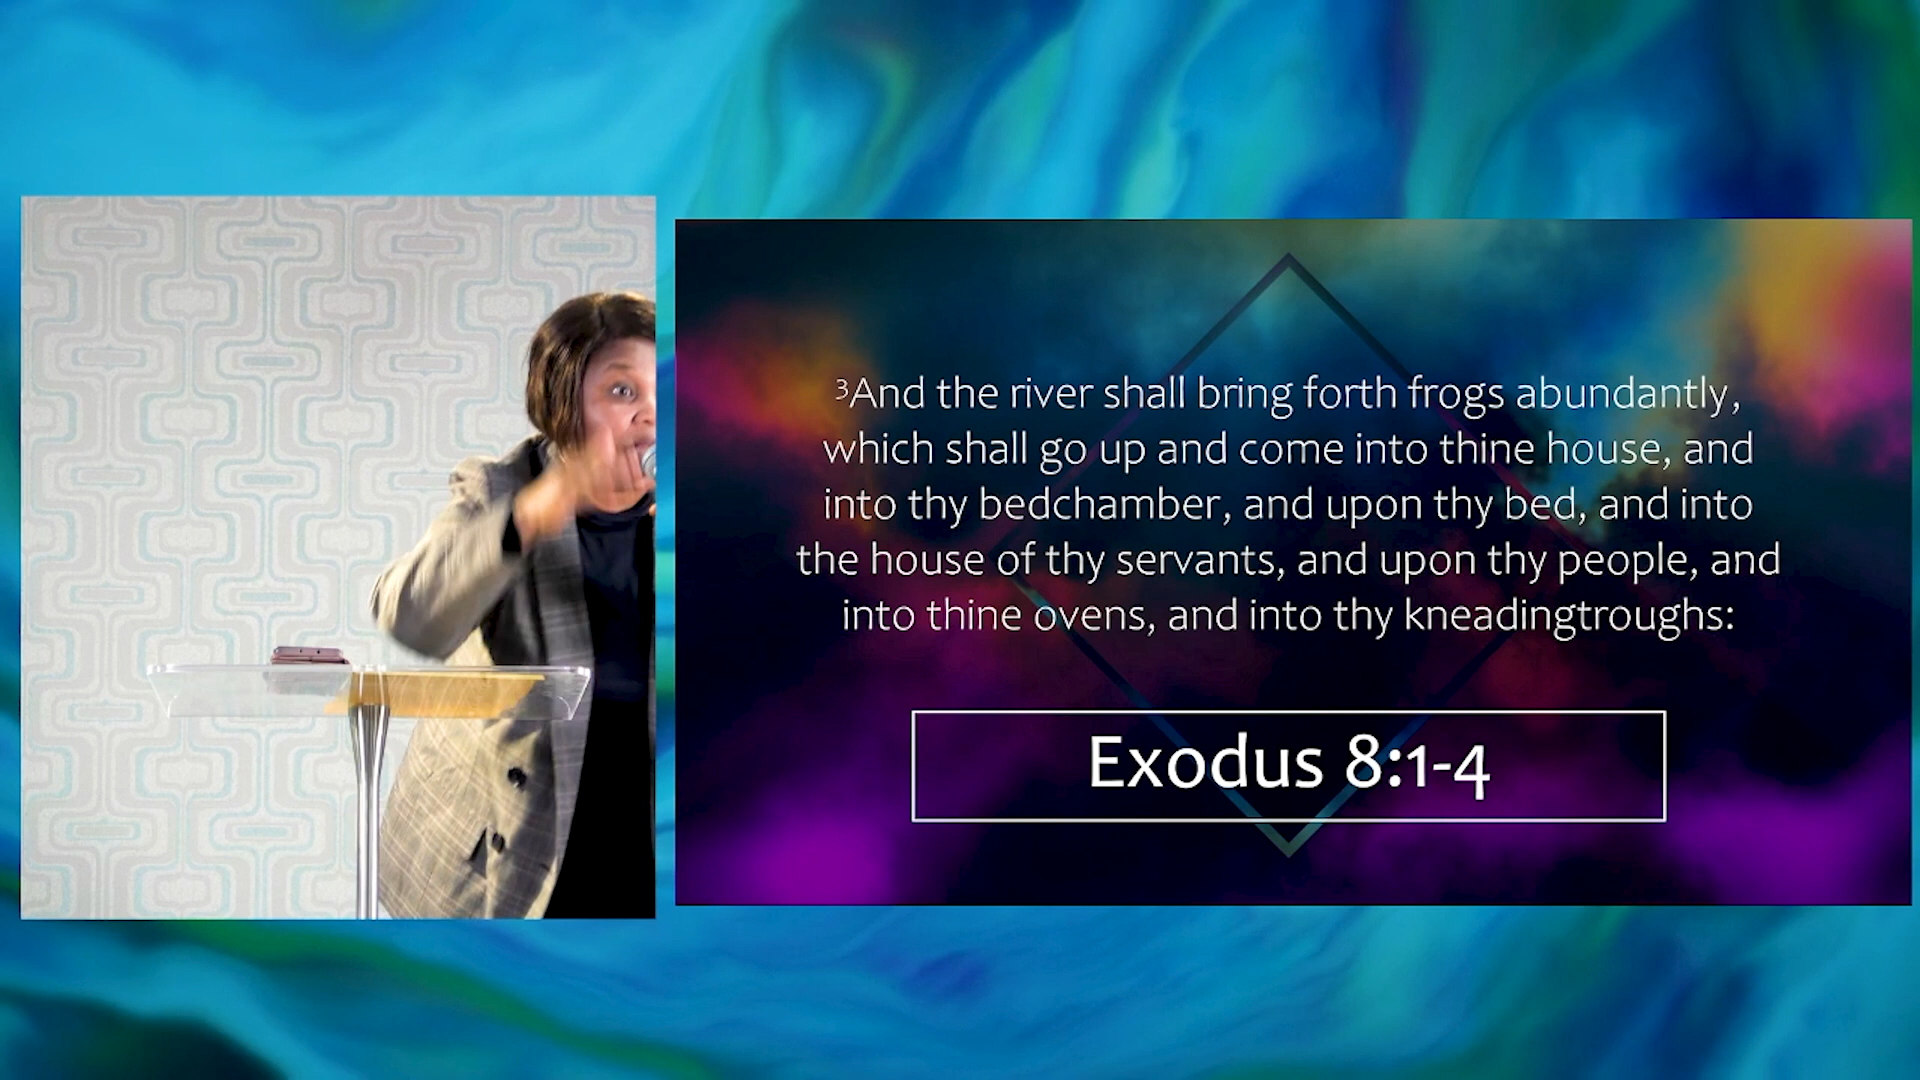 ³And the river shall bring forth frogs abundantly,
which shall go up and come into thine house, and
into thy bedchamber, and upon thy bed, and into
the house of thy servants, and upon thy people, and
into thine ovens, and into thy kneadingtroughs:
Exodus 8:1-4